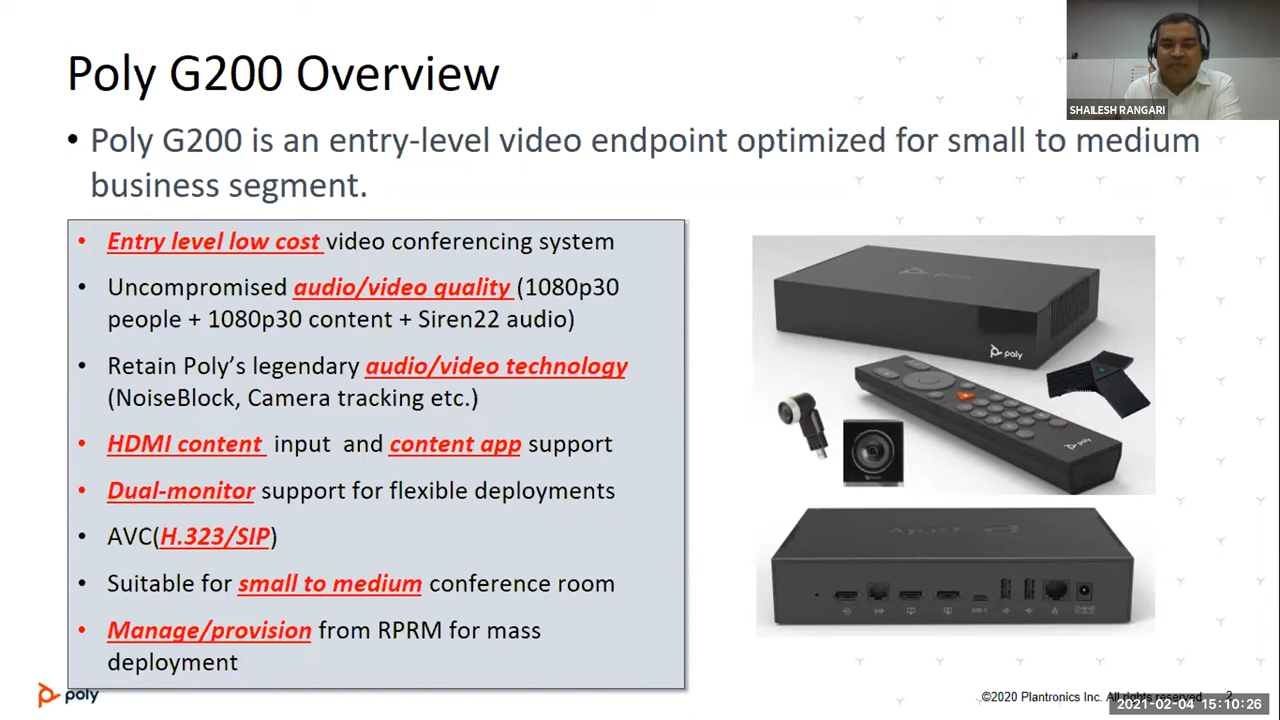 Poly G200 Overview
SHAILESH RANGARI
• Poly G200 is an entry-level video endpoint optimized for small to medium
business segment.
• Entry level low cost video conferencing system
• Uncompromised audio/video quality (1080p30
people + 1080p30 content + Siren22 audio)
• Retain Poly's legendary audio/video technology
(NoiseBlock, Camera tracking etc.)
• HDMI content input and content app support
• Dual-monitor support for flexible deployments
• AVC(H.323/SIP)
• Suitable for small to medium conference room
• Manage/provision from RPRM for mass
deployment
poly
poly
poly
©2020 Plantronics Inc. All rights reserved 2
2021-02-04 15:10:26